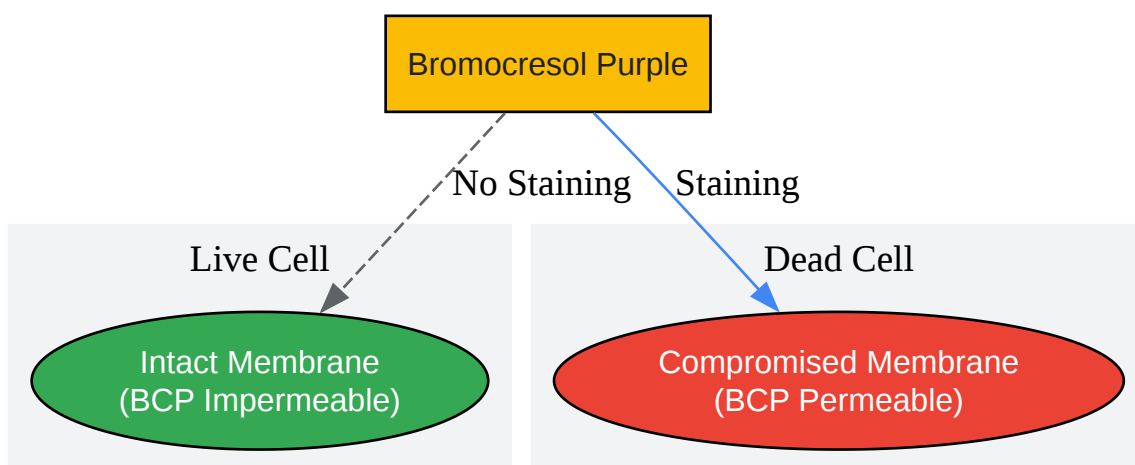 Bromocresol Purple
No Staining
Staining
Live Cell
Dead Cell
Intact Membrane
(BCP Impermeable)
Compromised Membrane
(BCP Permeable)